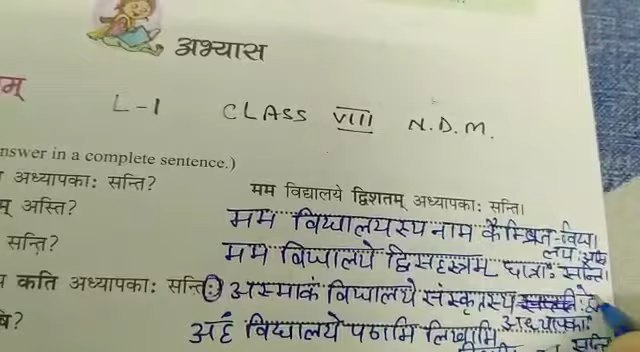 अभ्यास
म्
L-1 CLASS VIII N.D.M.
nswer in a complete sentence.)
अध्यापकाः सन्ति?
मम विद्यालये द्विशतम् अध्यापकाः सन्ति।
म् अस्ति?
मम विद्यालयस्य नाम कैम्ब्रिज-विद्या
लयः
सन्ति?
मम विद्यालये द्विसहस्त्रम् छात्राः सन्ति।
कति अध्यापकाः सन्ति
अस्माकं विद्यालये संस्कृतस्य
अध्यापकाः
अहं विद्यालये पठामि लिखामि
सन्ति